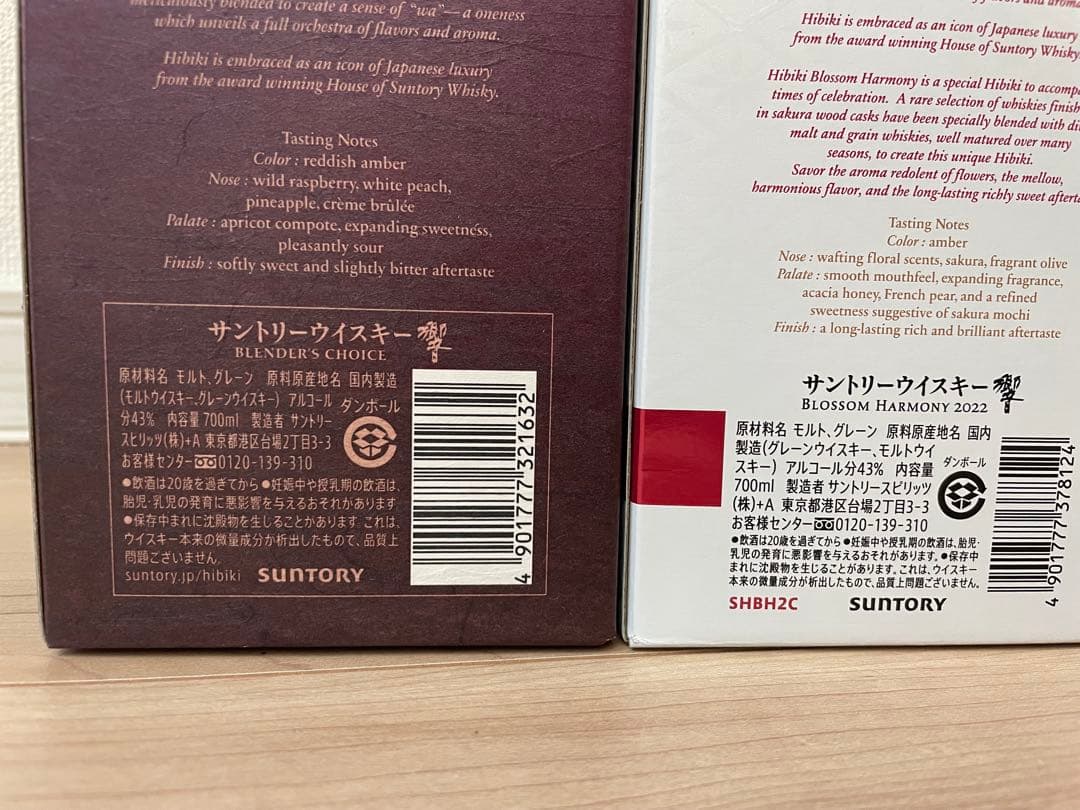 meticulously blended to create a sense of "wa"—a oneness
which unveils a full orchestra of flavors and aroma.
Hibiki is embraced as an icon of Japanese luxury
from the award winning House of Suntory Whisky.
Tasting Notes
Color : reddish amber
Nose : wild raspberry, white peach,
pineapple, crème brûlée
Palate : apricot compote, expanding sweetness,
pleasantly sour
Finish : softly sweet and slightly bitter aftertaste
サントリーウイスキー 響
BLENDER'S CHOICE
原材料名 モルト、グレーン 原料原産地名 国内製造
(モルトウイスキー、グレーンウイスキー) アルコール
分43% 内容量 700ml 製造者 サントリー
スピリッツ(株)+A 東京都港区台場2丁目3-3
お客様センター 0120-139-310
ダンボール
●飲酒は20歳を過ぎてから ●妊娠中や授乳期の飲酒は、
胎児・乳児の発育に悪影響を与えるおそれがあります
●保存中まれに沈殿物を生じることがあります これは、
ウイスキー本来の微量成分が析出したもので、品質上
問題ございません。
suntory.jp/hibiki SUNTORY
4 901777 321632
flavors and aroma
Hibiki is embraced as an icon of Japanese luxury
from the award winning House of Suntory Whisky.
Hibiki Blossom Harmony is a special Hibiki to
times of celebration. A rare selection of whiskies
in sakura wood casks have been specially blended with
malt and grain whiskies, well matured over many
seasons, to create this unique Hibiki.
Savor the aroma redolent of flowers, the mellow,
harmonious flavor, and the long-lasting richly sweet
Tasting Notes
Color : amber
Nose : wafting floral scents, sakura, fragrant olive
Palate : smooth mouthfeel, expanding fragrance,
acacia honey, French pear, and a refined
sweetness suggestive of sakura mochi
Finish : a long-lasting rich and brilliant aftertaste
サントリーウイスキー 響
BLOSSOM HARMONY 2022
原材料名 モルト、グレーン 原料原産地名 国内
製造(グレーンウイスキー、モルトウイ
スキー) アルコール分43% 内容量
700ml 製造者 サントリースピリッツ
(株)+A 東京都港区台場2丁目3-3
お客様センター 0120-139-310
ダンボール
●飲酒は20歳を過ぎてから ●妊娠中や授乳期の飲酒は、胎児・
乳児の発育に悪影響を与えるおそれがあります。●保存中
まれに沈殿物を生じることがあります。これは、ウイスキー
本来の微量成分が析出したもので、品質上問題ございません。
SHBH2C SUNTORY
4 901777 378124